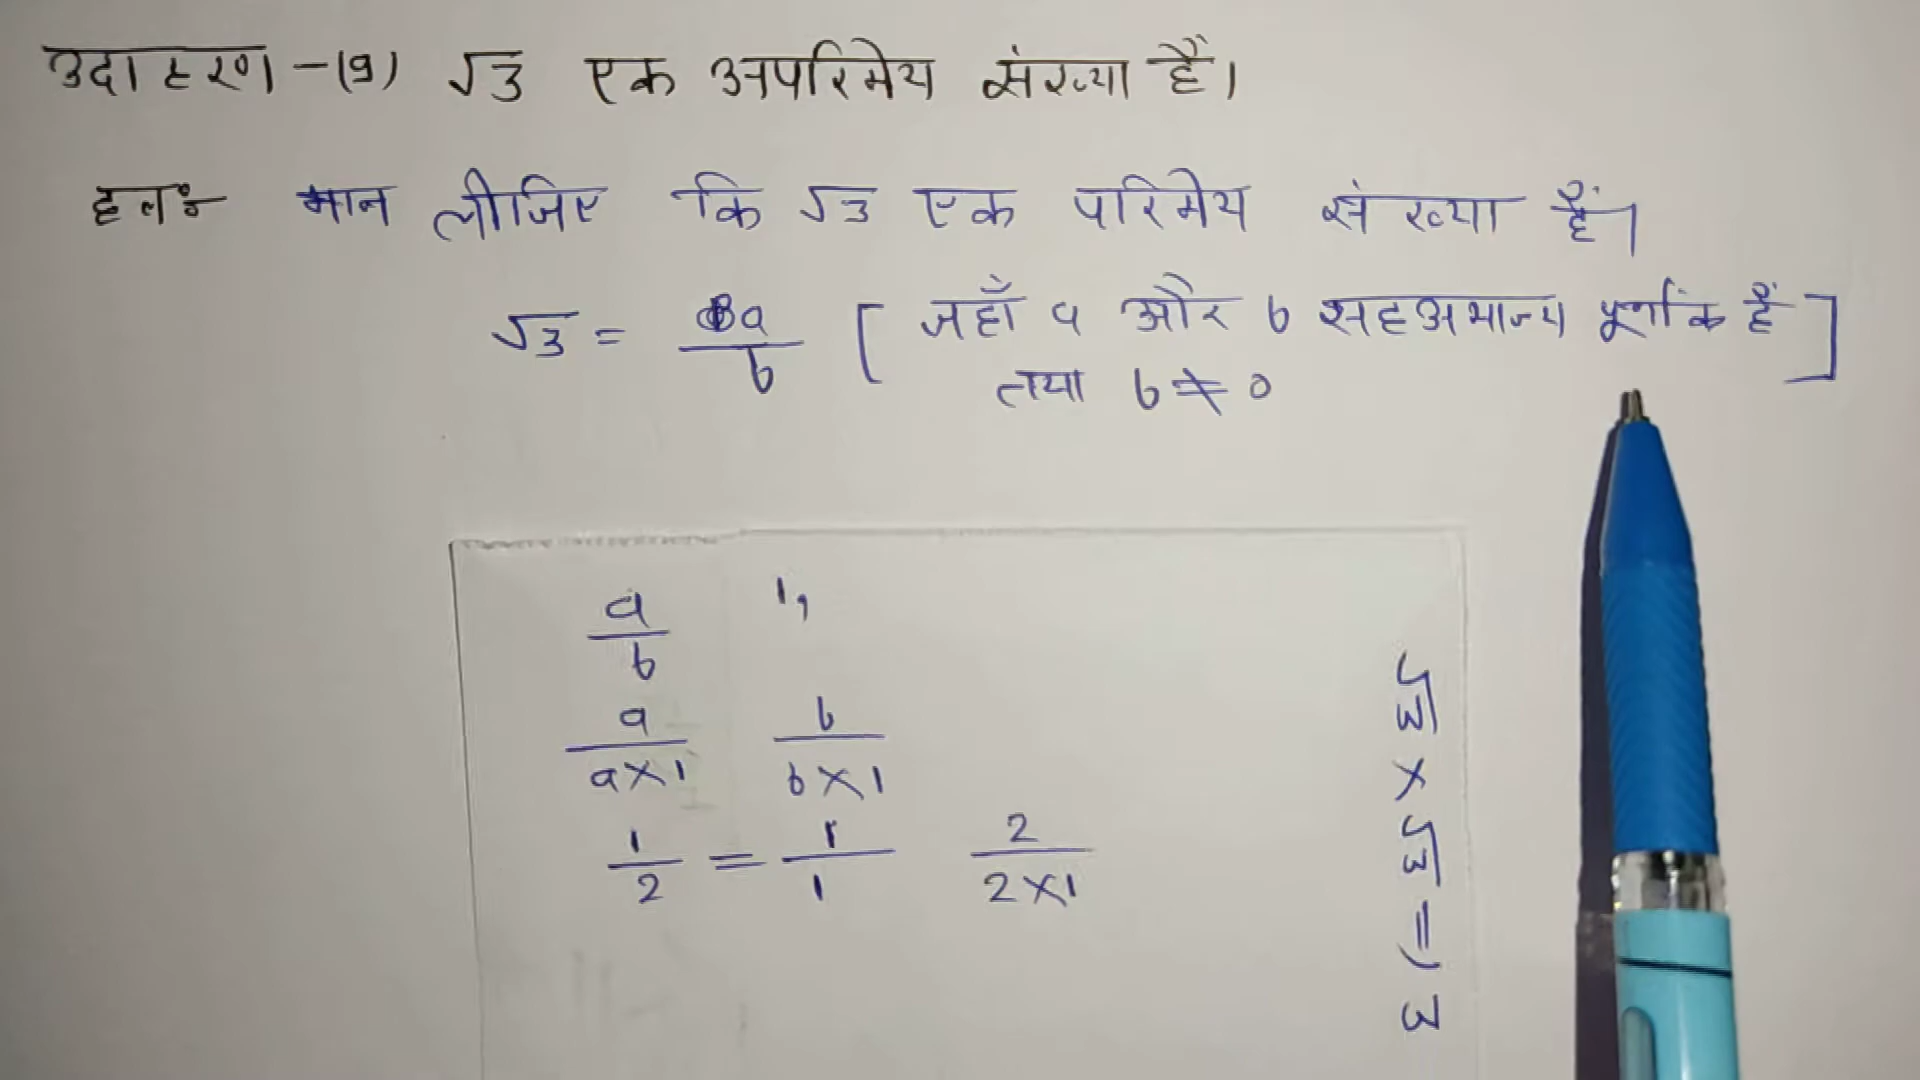 उदाहरण -(9) √3 एक अपरिमेय संख्या हैं।
हल:- मान लीजिए कि √3 एक परिमेय संख्या हैं।
√3 = a/b [ जहाँ a और b सहअभाज्य पूर्णांक हैं ]
तथा b ≠ 0
a/b 1,
a/a×1 b/b×1
1/2 = 1/1 2/2×1
√3 × √3 = 3